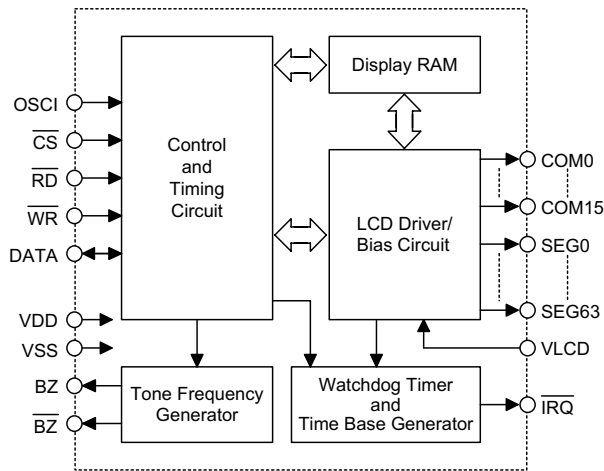 OSCI
CS
RD
WR
DATA
VDD
VSS
BZ
BZ
Control
and
Timing
Circuit
Display RAM
LCD Driver/
Bias Circuit
Tone Frequency
Generator
Watchdog Timer
and
Time Base Generator
COM0
COM15
SEG0
SEG63
VLCD
IRQ